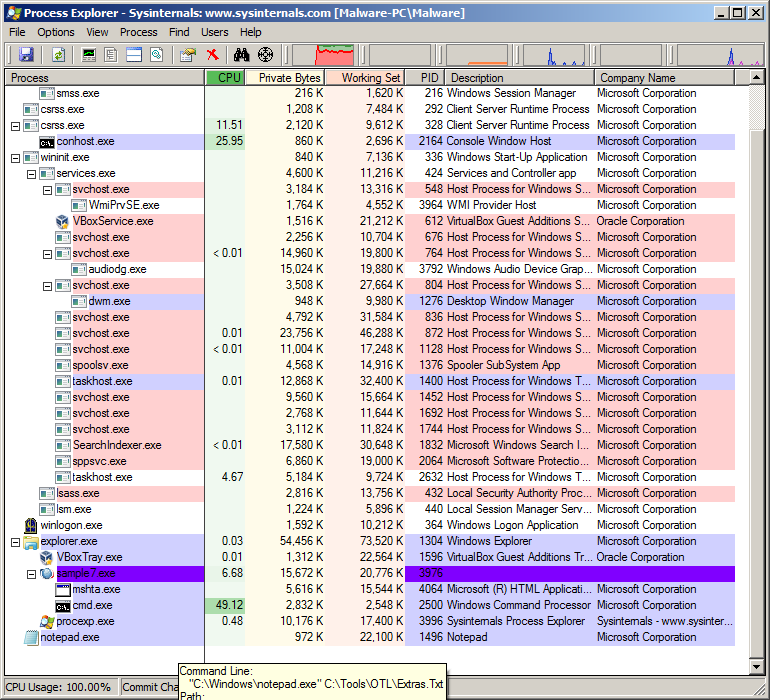 Process Explorer - Sysinternals: www.sysinternals.com [Malware-PC\Malware]
File Options View Process Find Users Help
Process CPU Private Bytes Working Set PID Description Company Name
smss.exe 216 K 1,620 K 216 Windows Session Manager Microsoft Corporation
csrss.exe 1,208 K 7,484 K 292 Client Server Runtime Process Microsoft Corporation
csrss.exe 11.51 2,120 K 9,612 K 328 Client Server Runtime Process Microsoft Corporation
conhost.exe 25.95 860 K 2,696 K 2164 Console Window Host Microsoft Corporation
wininit.exe 840 K 7,136 K 336 Windows Start-Up Application Microsoft Corporation
services.exe 4,600 K 11,216 K 424 Services and Controller app Microsoft Corporation
svchost.exe 3,184 K 13,316 K 548 Host Process for Windows S... Microsoft Corporation
WmiPrvSE.exe 1,764 K 4,552 K 3964 WMI Provider Host Microsoft Corporation
VBoxService.exe 1,516 K 21,212 K 612 VirtualBox Guest Additions S... Oracle Corporation
svchost.exe 2,256 K 10,704 K 676 Host Process for Windows S... Microsoft Corporation
svchost.exe < 0.01 14,960 K 19,800 K 764 Host Process for Windows S... Microsoft Corporation
audiodg.exe 15,024 K 19,880 K 3792 Windows Audio Device Grap... Microsoft Corporation
svchost.exe 3,508 K 27,664 K 804 Host Process for Windows S... Microsoft Corporation
dwm.exe 948 K 9,980 K 1276 Desktop Window Manager Microsoft Corporation
svchost.exe 4,792 K 31,584 K 836 Host Process for Windows S... Microsoft Corporation
svchost.exe 0.01 23,756 K 46,288 K 872 Host Process for Windows S... Microsoft Corporation
svchost.exe < 0.01 11,004 K 17,248 K 1128 Host Process for Windows S... Microsoft Corporation
spoolsv.exe 4,568 K 14,916 K 1376 Spooler SubSystem App Microsoft Corporation
taskhost.exe 0.01 12,868 K 32,400 K 1400 Host Process for Windows T... Microsoft Corporation
svchost.exe 9,560 K 15,664 K 1452 Host Process for Windows S... Microsoft Corporation
svchost.exe 2,768 K 11,644 K 1692 Host Process for Windows S... Microsoft Corporation
svchost.exe 3,112 K 11,824 K 1744 Host Process for Windows S... Microsoft Corporation
SearchIndexer.exe < 0.01 17,580 K 30,648 K 1832 Microsoft Windows Search I... Microsoft Corporation
sppsvc.exe 6,860 K 19,000 K 2064 Microsoft Software Protectio... Microsoft Corporation
taskhost.exe 4.67 5,184 K 9,724 K 2632 Host Process for Windows T... Microsoft Corporation
lsass.exe 2,816 K 13,756 K 432 Local Security Authority Proc... Microsoft Corporation
lsm.exe 1,224 K 5,896 K 440 Local Session Manager Serv... Microsoft Corporation
winlogon.exe 1,592 K 10,212 K 364 Windows Logon Application Microsoft Corporation
explorer.exe 0.03 54,456 K 73,520 K 1304 Windows Explorer Microsoft Corporation
VBoxTray.exe 0.01 1,312 K 22,564 K 1596 VirtualBox Guest Additions Tr... Oracle Corporation
sample7.exe 6.68 15,672 K 20,776 K 3976
mshta.exe 5,616 K 15,544 K 4064 Microsoft (R) HTML Applicati... Microsoft Corporation
C:\. cmd.exe 49.12 2,832 K 2,548 K 2500 Windows Command Processor Microsoft Corporation
procexp.exe 0.48 10,176 K 17,400 K 3996 Sysinternals Process Explorer Sysinternals - www.sysinter...
notepad.exe 972 K 22,100 K 1496 Notepad Microsoft Corporation
Command Line:
"C:\Windows\notepad.exe" C:\Tools\OTL\Extras.Txt
Path:
CPU Usage: 100.00% Commit Cha